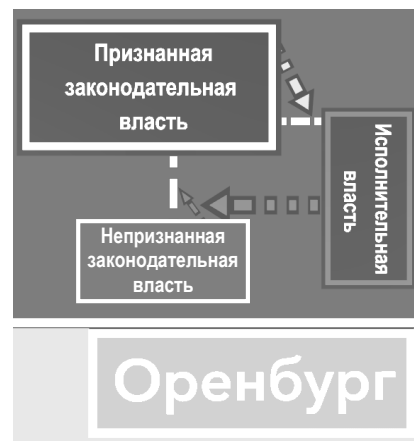 Признанная
законодательная
власть
Исполнительная
власть
Непризнанная
законодательная
власть
Оренбург